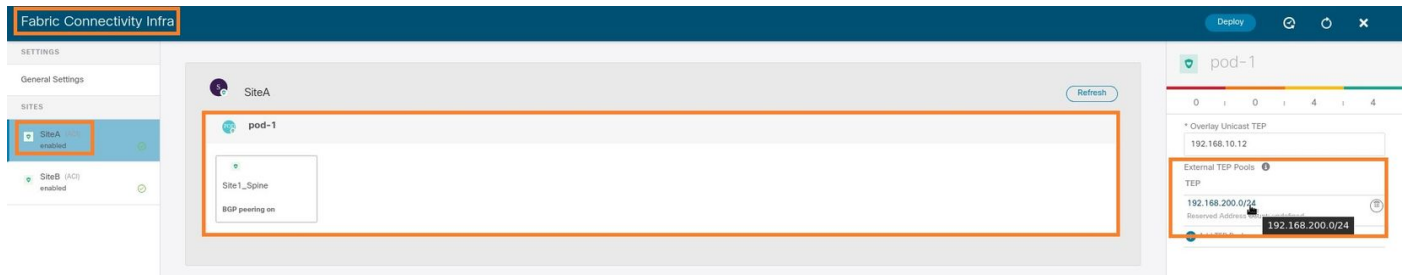 Fabric Connectivity Infra
Deploy
SETTINGS
General Settings
SITES
SiteA
enabled
SiteB (ACI)
enabled
S
SiteA
Refresh
pod-1
Site1_Spine
BGP peering on
pod-1
0 0 4 4
* Overlay Unicast TEP
192.168.10.12
External TEP Pools
TEP
192.168.200.0/24
Reserved Address
192.168.200.0/24